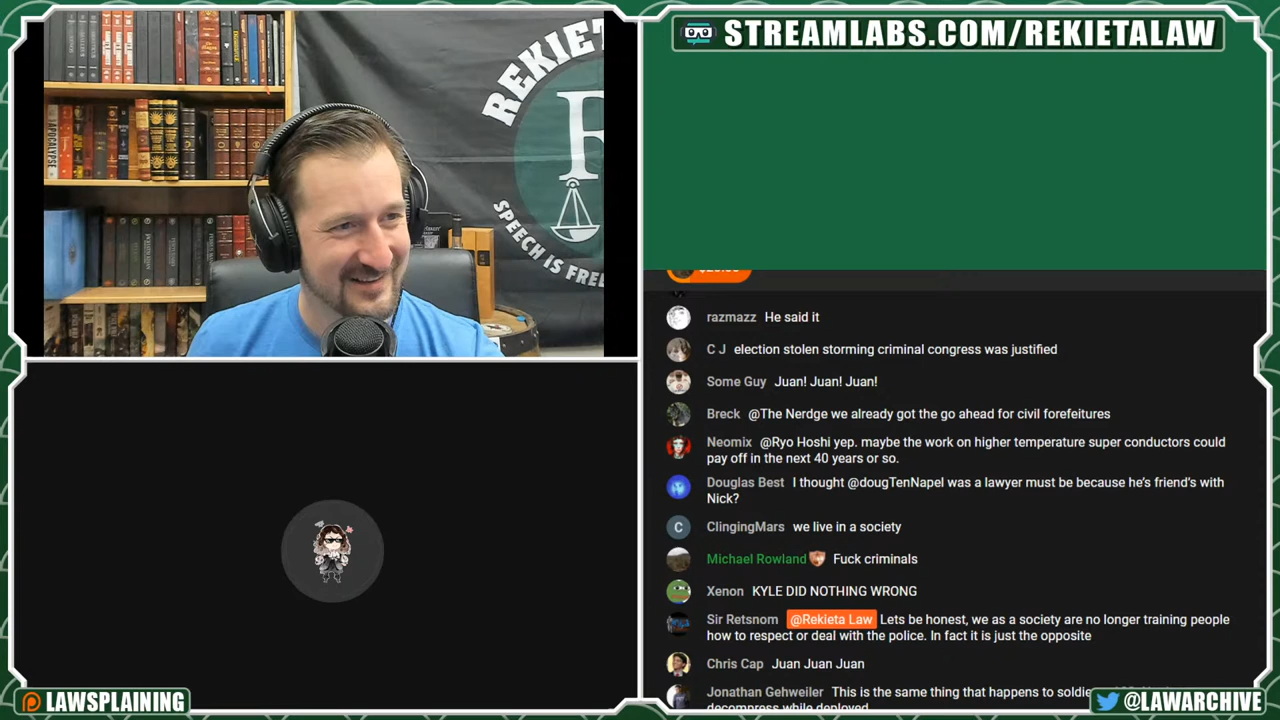 STREAMLABS.COM/REKIETALAW
REKIET
R
SPEECH IS FREE
APOCALYPSE
razmazz He said it
C J election stolen storming criminal congress was justified
Some Guy Juan! Juan! Juan!
Breck @The Nerdge we already got the go ahead for civil forefeitures
Neomix @Ryo Hoshi yep. maybe the work on higher temperature super conductors could
pay off in the next 40 years or so.
Douglas Best I thought @dougTenNapel was a lawyer must be because he's friend's with
Nick?
C ClingingMars we live in a society
Michael Rowland Fuck criminals
Xenon KYLE DID NOTHING WRONG
Sir Retsnom @Rekieta Law Lets be honest, we as a society are no longer training people
how to respect or deal with the police. In fact it is just the opposite
Chris Cap Juan Juan Juan
Jonathan Gehweiler This is the same thing that happens to soldie
decompress while deployed
LAWSPLAINING
@LAWARCHIVE